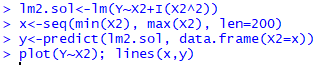 > lm2.sol<-lm(Y~X2+I(X2^2))
> x<-seq(min(X2), max(X2), len=200)
> y<-predict(lm2.sol, data.frame(X2=x))
> plot(Y~X2); lines(x,y)